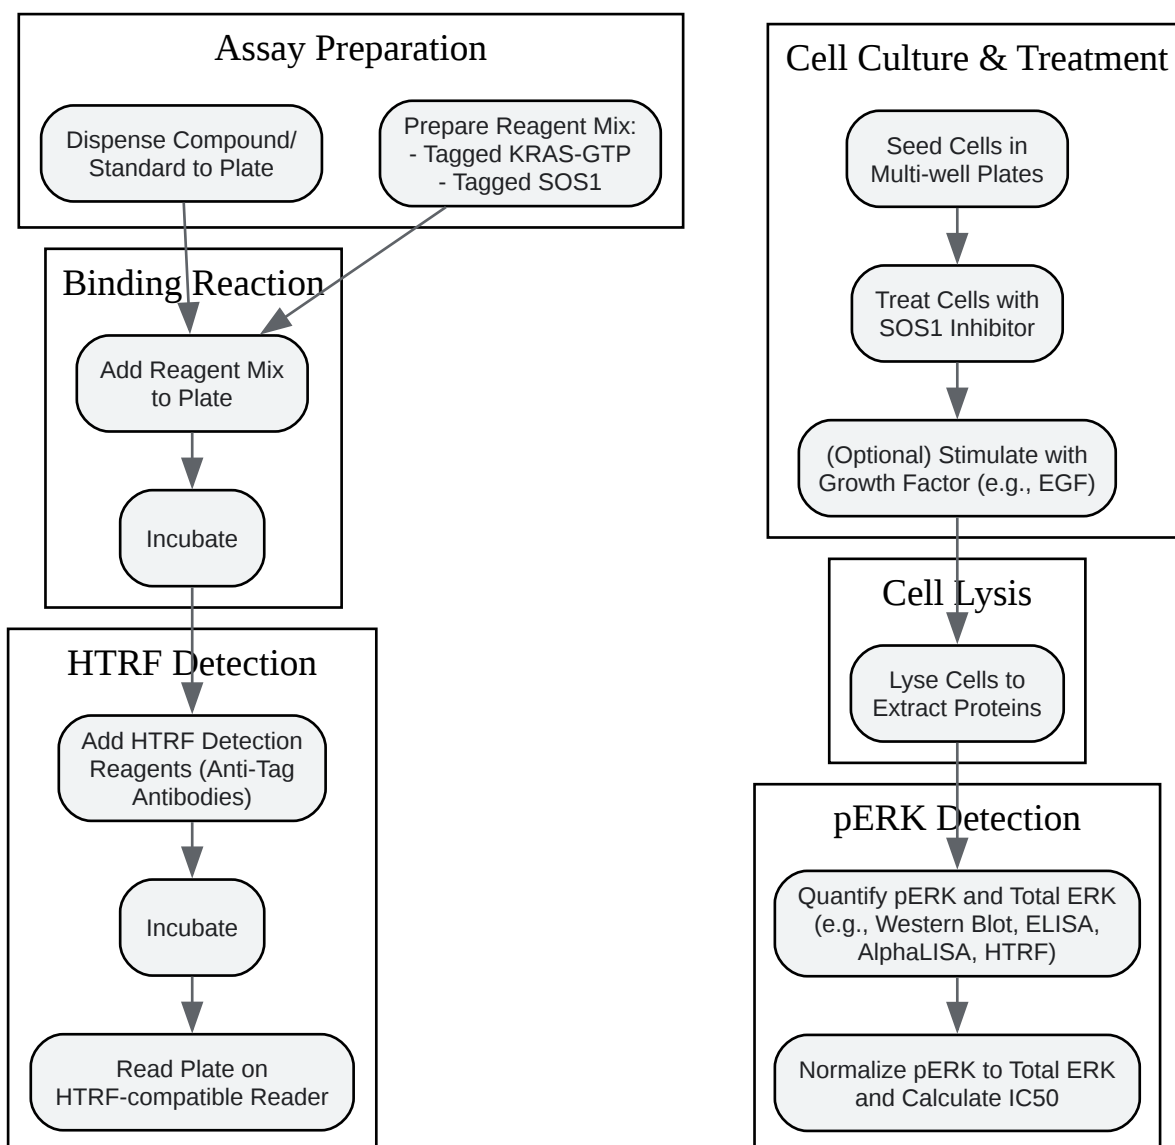 Assay Preparation
Dispense Compound/
Standard to Plate
Prepare Reagent Mix:
- Tagged KRAS-GTP
- Tagged SOS1
Binding Reaction
Add Reagent Mix
to Plate
Incubate
HTRF Detection
Add HTRF Detection
Reagents (Anti-Tag
Antibodies)
Incubate
Read Plate on
HTRF-compatible Reader
Cell Culture & Treatment
Seed Cells in
Multi-well Plates
Treat Cells with
SOS1 Inhibitor
(Optional) Stimulate with
Growth Factor (e.g., EGF)
Cell Lysis
Lyse Cells to
Extract Proteins
pERK Detection
Quantify pERK and Total ERK
(e.g., Western Blot, ELISA,
AlphaLISA, HTRF)
Normalize pERK to Total ERK
and Calculate IC50